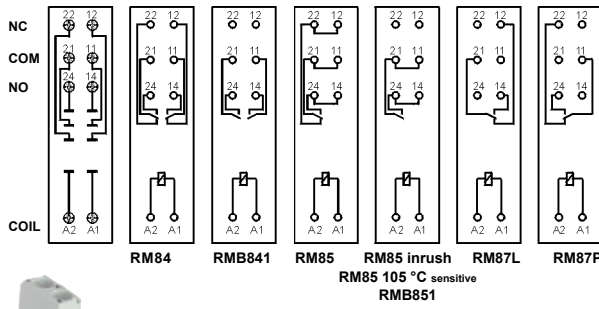 NC 22 12 22 12 22 12 22 12 22 12 22 12 22 12
COM 21 11 21 11 21 11 21 11 21 11 21 11 21 11
NO 24 14 24 14 24 14 24 14 24 14 24 14 24 14
COIL A2 A1 A2 A1 A2 A1 A2 A1 A2 A1 A2 A1 A2 A1
RM84 RMB841 RM85 RM85 inrush RM87L RM87P
RM85 105 °C sensitive
RMB851